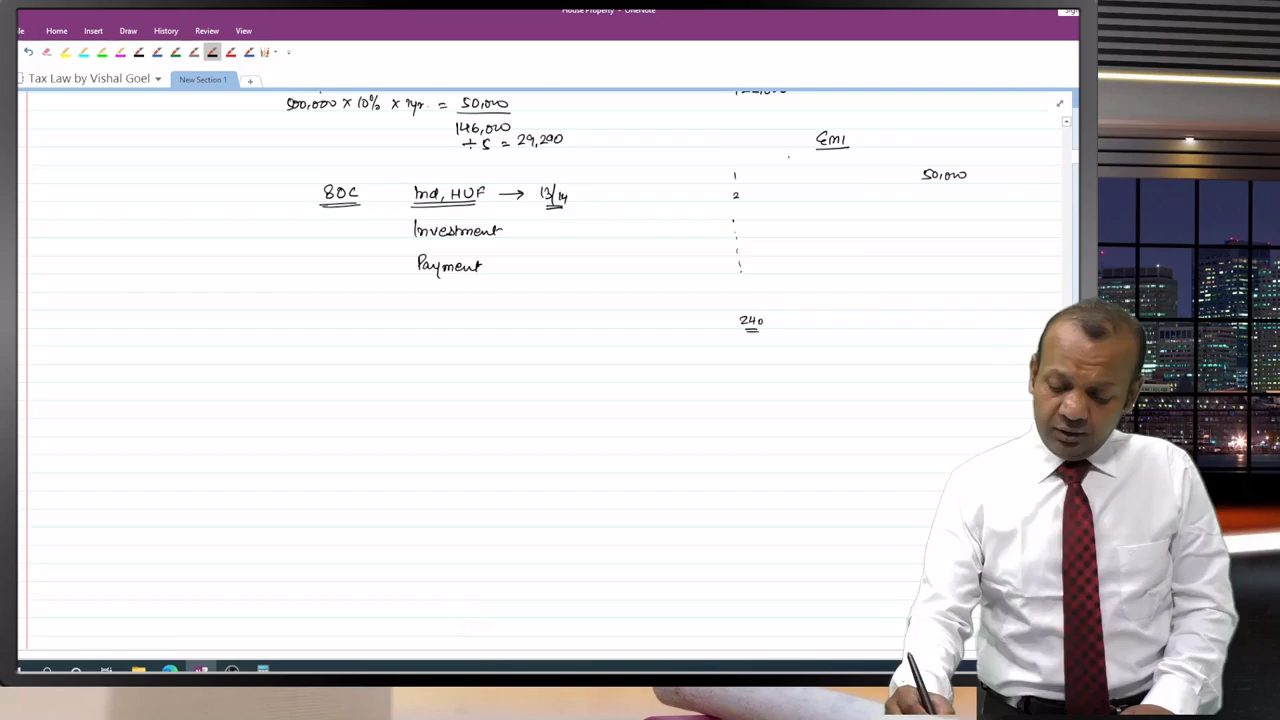 House Property - OneNote
Home Insert Draw History Review View
Tax Law by Vishal Goel
New Section 1
500,000 × 10% × 1yr. = 50,000
146,000
÷ 5 = 29,200
EMI
1 50,000
80C Ind, HUF → 13/14
2
Investment
Payment
240